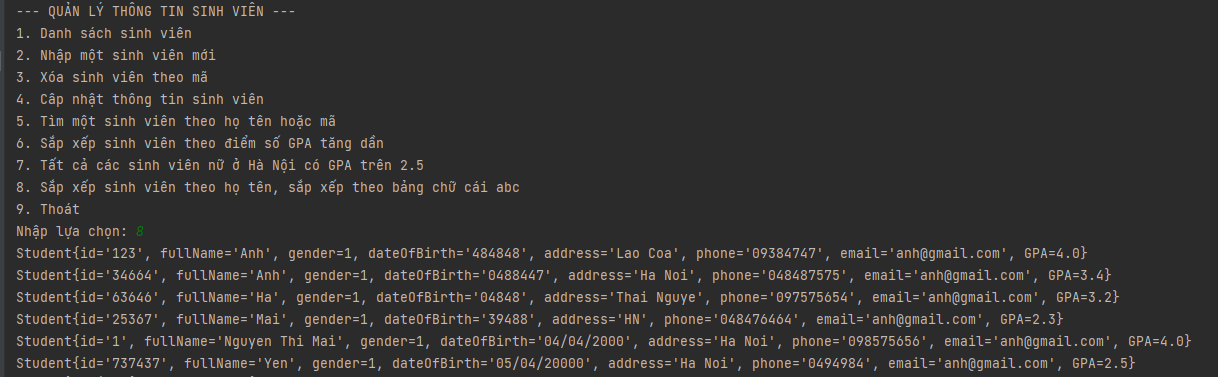 --- QUẢN LÝ THÔNG TIN SINH VIÊN ---
1. Danh sách sinh viên
2. Nhập một sinh viên mới
3. Xóa sinh viên theo mã
4. Câp nhật thông tin sinh viên
5. Tìm một sinh viên theo họ tên hoặc mã
6. Sắp xếp sinh viên theo điểm số GPA tăng dần
7. Tất cả các sinh viên nữ ở Hà Nội có GPA trên 2.5
8. Sắp xếp sinh viên theo họ tên, sắp xếp theo bảng chữ cái abc
9. Thoát
Nhập lựa chọn: 8
Student{id='123', fullName='Anh', gender=1, dateOfBirth='484848', address='Lao Coa', phone='09384747', email='anh@gmail.com', GPA=4.0}
Student{id='34664', fullName='Anh', gender=1, dateOfBirth='0488447', address='Ha Noi', phone='048487575', email='anh@gmail.com', GPA=3.4}
Student{id='63646', fullName='Ha', gender=1, dateOfBirth='04848', address='Thai Nguye', phone='097575654', email='anh@gmail.com', GPA=3.2}
Student{id='25367', fullName='Mai', gender=1, dateOfBirth='39488', address='HN', phone='048476464', email='anh@gmail.com', GPA=2.3}
Student{id='1', fullName='Nguyen Thi Mai', gender=1, dateOfBirth='04/04/2000', address='Ha Noi', phone='098575656', email='anh@gmail.com', GPA=4.0}
Student{id='737437', fullName='Yen', gender=1, dateOfBirth='05/04/20000', address='Ha Noi', phone='0494984', email='anh@gmail.com', GPA=2.5}